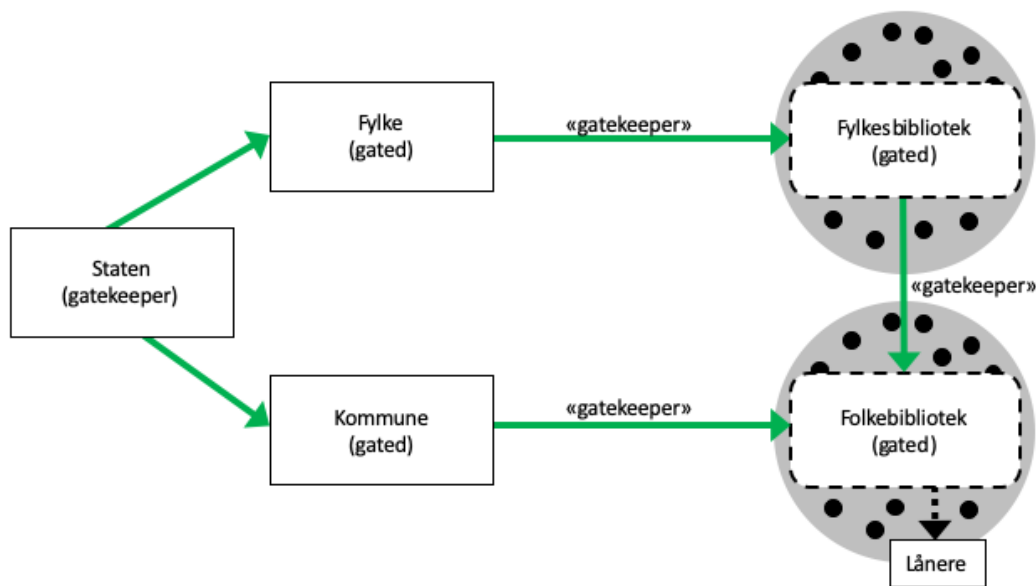 Fylke
(gated)
«gatekeeper»
Fylkesbibliotek
(gated)
Staten
(gatekeeper)
«gatekeeper»
Kommune
(gated)
«gatekeeper»
Folkebibliotek
(gated)
Lånere